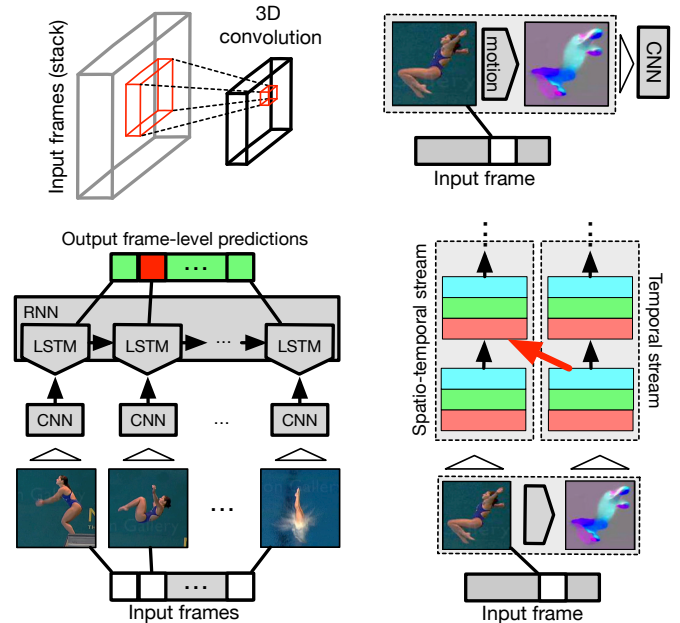 3D
convolution
Input frames (stack)
motion
CNN
Input frame
Output frame-level predictions
...
RNN
LSTM
LSTM
...
LSTM
CNN
CNN
...
CNN
...
...
Input frames
...
...
Spatio-temporal stream
Temporal stream
Input frame